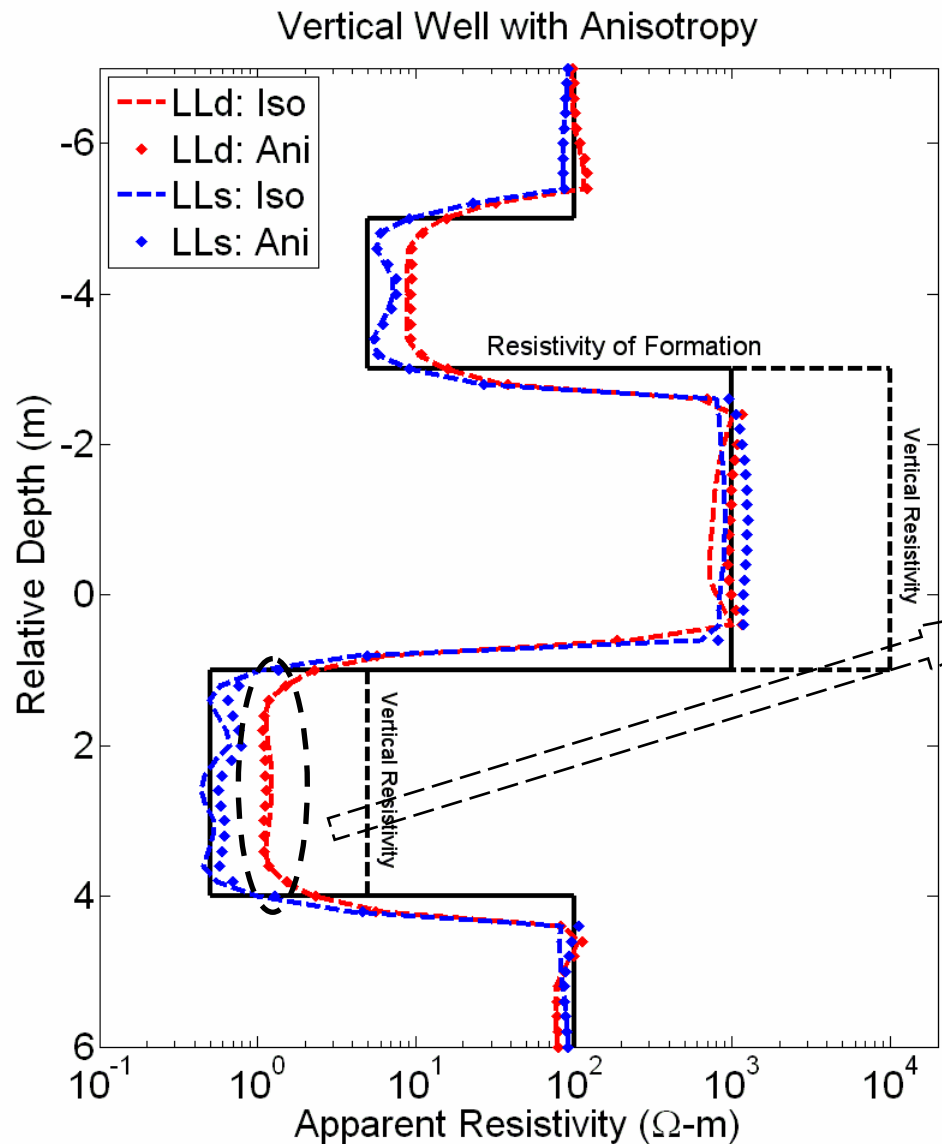 Vertical Well with Anisotropy
LLd: Iso
LLd: Ani
LLs: Iso
LLs: Ani
-6
-4
-2
0
2
4
6
Relative Depth (m)
Resistivity of Formation
Vertical Resistivity
Vertical Resistivity
10⁻¹ 10⁰ 10¹ 10² 10³ 10⁴
Apparent Resistivity (Ω-m)